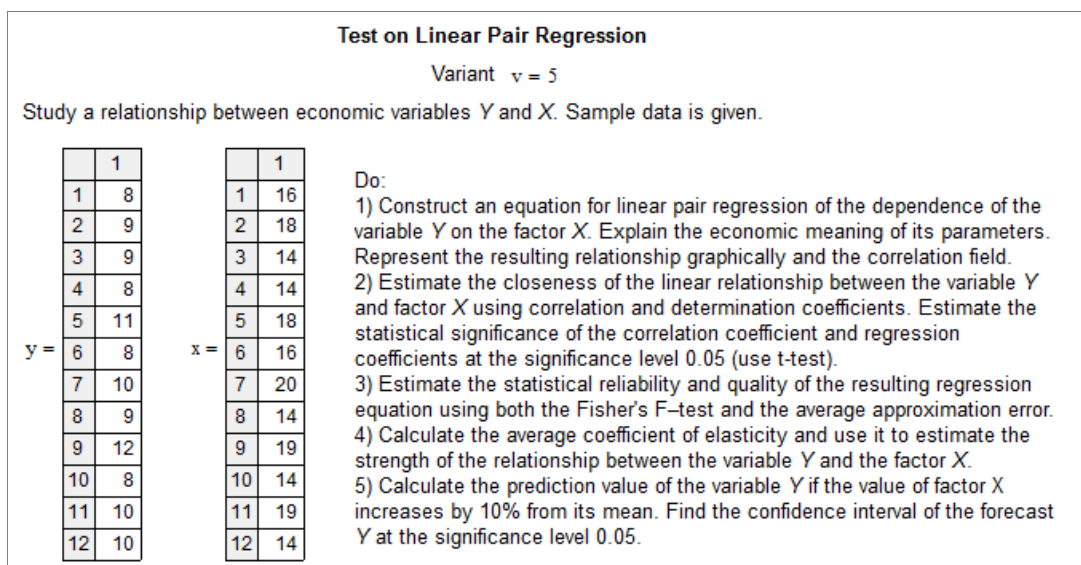 Test on Linear Pair Regression
Variant v = 5
Study a relationship between economic variables Y and X. Sample data is given.
1 1
1 8 1 16
2 9 2 18
3 9 3 14
4 8 4 14
5 11 5 18
y = 6 8 x = 6 16
7 10 7 20
8 9 8 14
9 12 9 19
10 8 10 14
11 10 11 19
12 10 12 14
Do:
1) Construct an equation for linear pair regression of the dependence of the
variable Y on the factor X. Explain the economic meaning of its parameters.
Represent the resulting relationship graphically and the correlation field.
2) Estimate the closeness of the linear relationship between the variable Y
and factor X using correlation and determination coefficients. Estimate the
statistical significance of the correlation coefficient and regression
coefficients at the significance level 0.05 (use t-test).
3) Estimate the statistical reliability and quality of the resulting regression
equation using both the Fisher's F–test and the average approximation error.
4) Calculate the average coefficient of elasticity and use it to estimate the
strength of the relationship between the variable Y and the factor X.
5) Calculate the prediction value of the variable Y if the value of factor X
increases by 10% from its mean. Find the confidence interval of the forecast
Y at the significance level 0.05.